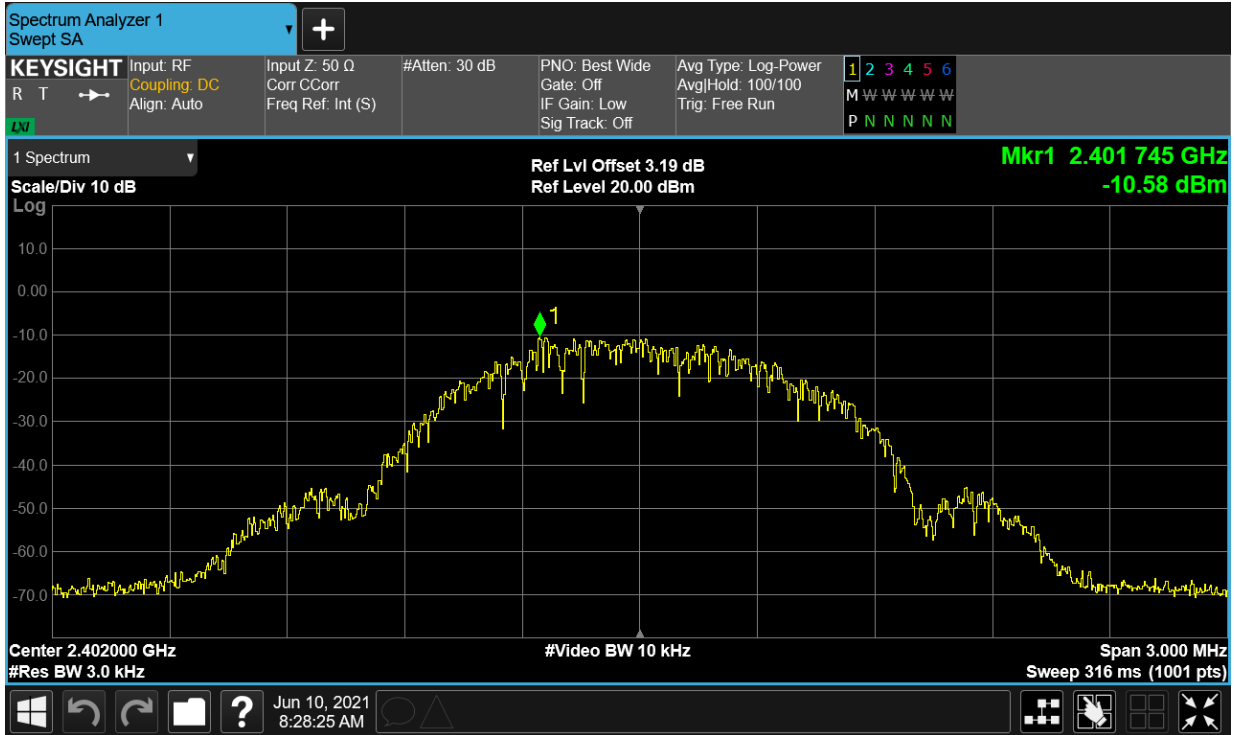 Spectrum Analyzer 1
Swept SA
+
KEYSIGHT
R T
LXI
Input: RF
Coupling: DC
Align: Auto
Input Z: 50 Ω
Corr CCorr
Freq Ref: Int (S)
#Atten: 30 dB
PNO: Best Wide
Gate: Off
IF Gain: Low
Sig Track: Off
Avg Type: Log-Power
Avg|Hold: 100/100
Trig: Free Run
1 2 3 4 5 6
M W W W W W
P N N N N N
1 Spectrum
Scale/Div 10 dB
Log
Ref Lvl Offset 3.19 dB
Ref Level 20.00 dBm
Mkr1 2.401 745 GHz
-10.58 dBm
10.0
0.00
1
-10.0
-20.0
-30.0
-40.0
-50.0
-60.0
-70.0
Center 2.402000 GHz
#Res BW 3.0 kHz
#Video BW 10 kHz
Span 3.000 MHz
Sweep 316 ms (1001 pts)
?
Jun 10, 2021
8:28:25 AM